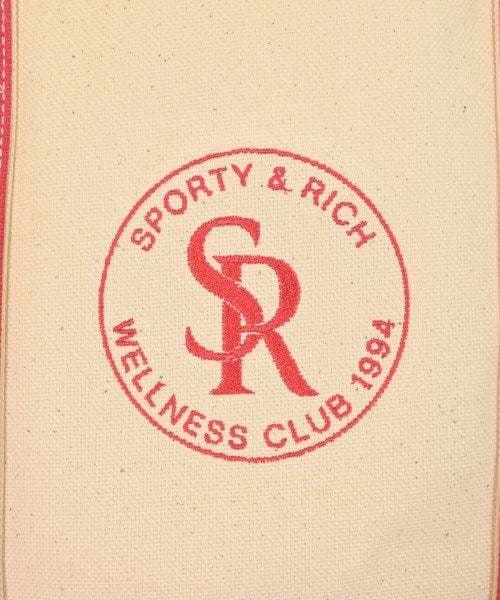 SPORTY & RICH
SR
WELLNESS CLUB 1994